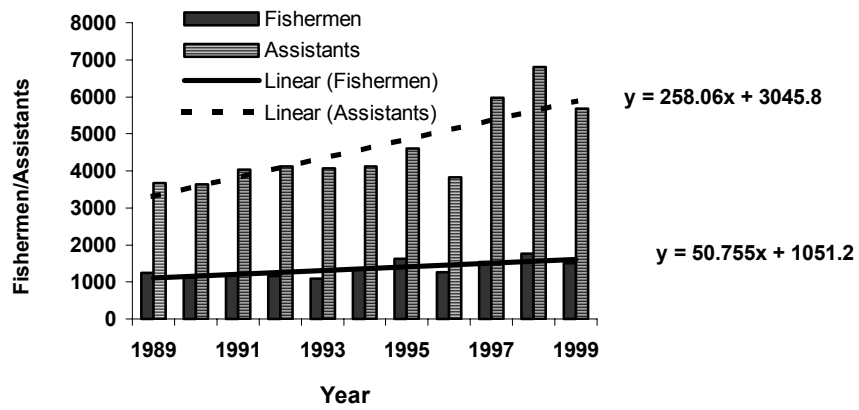 8000
7000
6000
5000
4000
3000
2000
1000
0
Fishermen/Assistants
Fishermen
Assistants
Linear (Fishermen)
Linear (Assistants)
y = 258.06x + 3045.8
y = 50.755x + 1051.2
1989 1991 1993 1995 1997 1999
Year